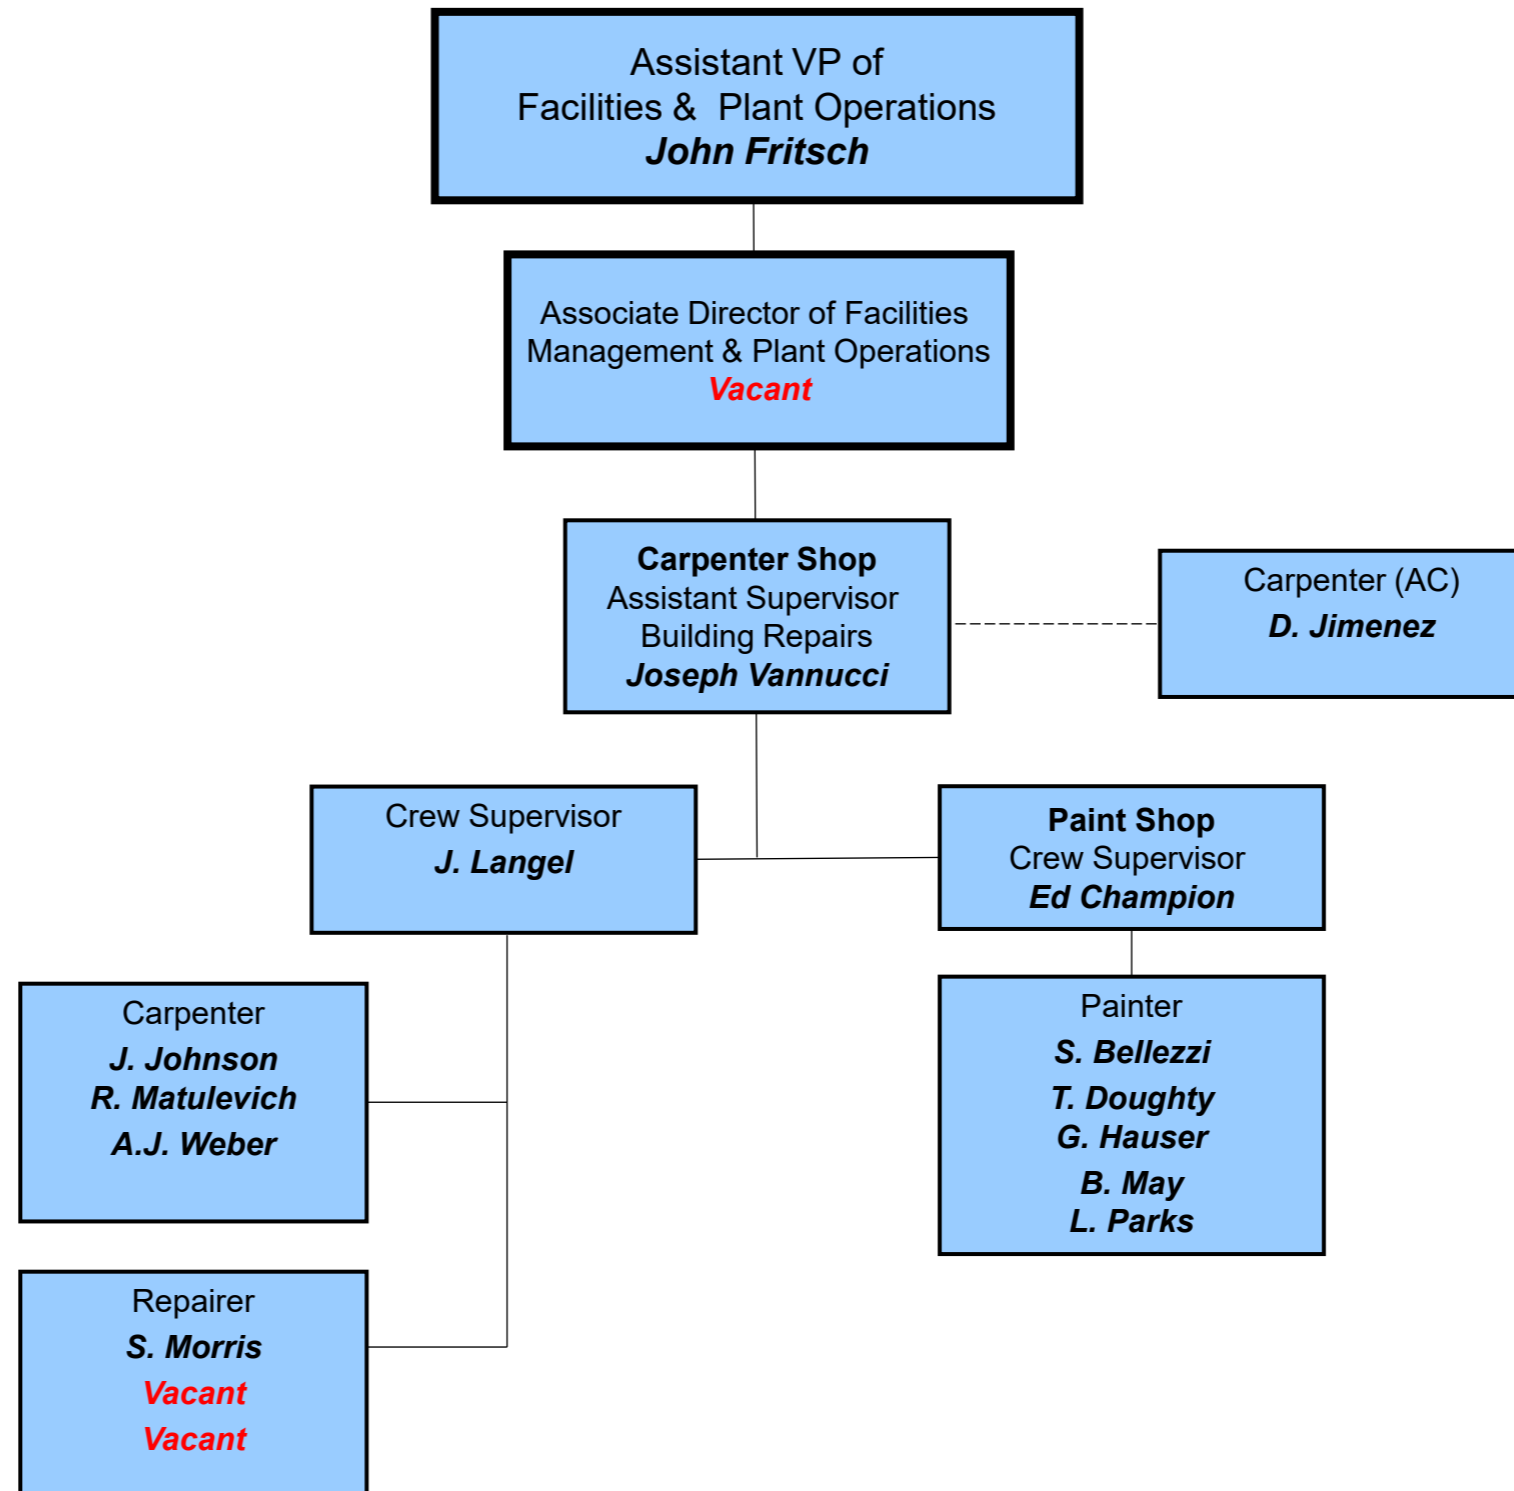 Assistant VP of
Facilities & Plant Operations
John Fritsch
Associate Director of Facilities
Management & Plant Operations
Vacant
Carpenter Shop
Assistant Supervisor
Building Repairs
Joseph Vannucci
Carpenter (AC)
D. Jimenez
Crew Supervisor
J. Langel
Paint Shop
Crew Supervisor
Ed Champion
Carpenter
J. Johnson
R. Matulevich
A.J. Weber
Painter
S. Bellezzi
T. Doughty
G. Hauser
B. May
L. Parks
Repairer
S. Morris
Vacant
Vacant